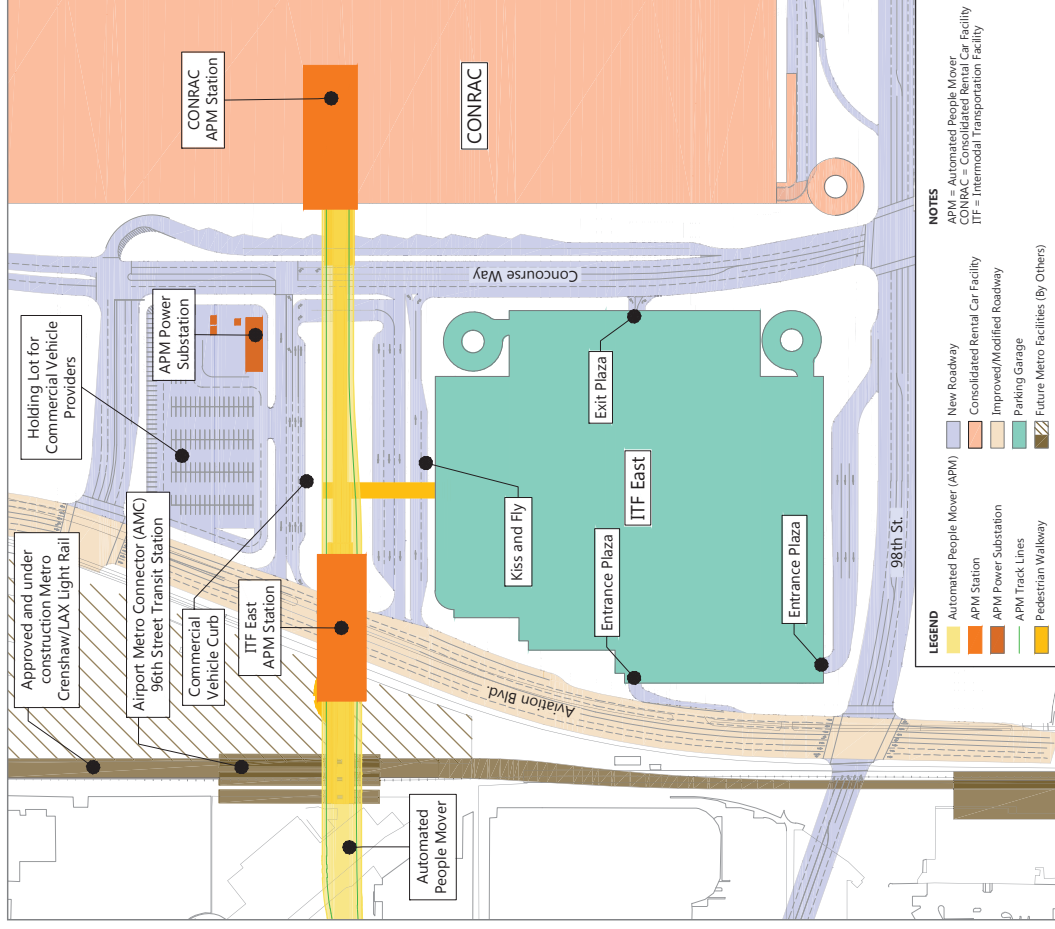 CONRAC
APM Station
CONRAC
Holding Lot for
Commercial Vehicle
Providers
APM Power
Substation
Concourse Way
Approved and under
construction Metro
Crenshaw/LAX Light Rail
Airport Metro Connector (AMC)
96th Street Transit Station
Commercial
Vehicle Curb
ITF East
APM Station
Kiss and Fly
Exit Plaza
ITF East
Entrance Plaza
Entrance Plaza
Aviation Blvd.
98th St.
Automated
People Mover
LEGEND
Automated People Mover (APM)
APM Station
APM Power Substation
APM Track Lines
Pedestrian Walkway
New Roadway
Consolidated Rental Car Facility
Improved/Modified Roadway
Parking Garage
Future Metro Facilities (By Others)
NOTES
APM = Automated People Mover
CONRAC = Consolidated Rental Car Facility
ITF = Intermodal Transportation Facility